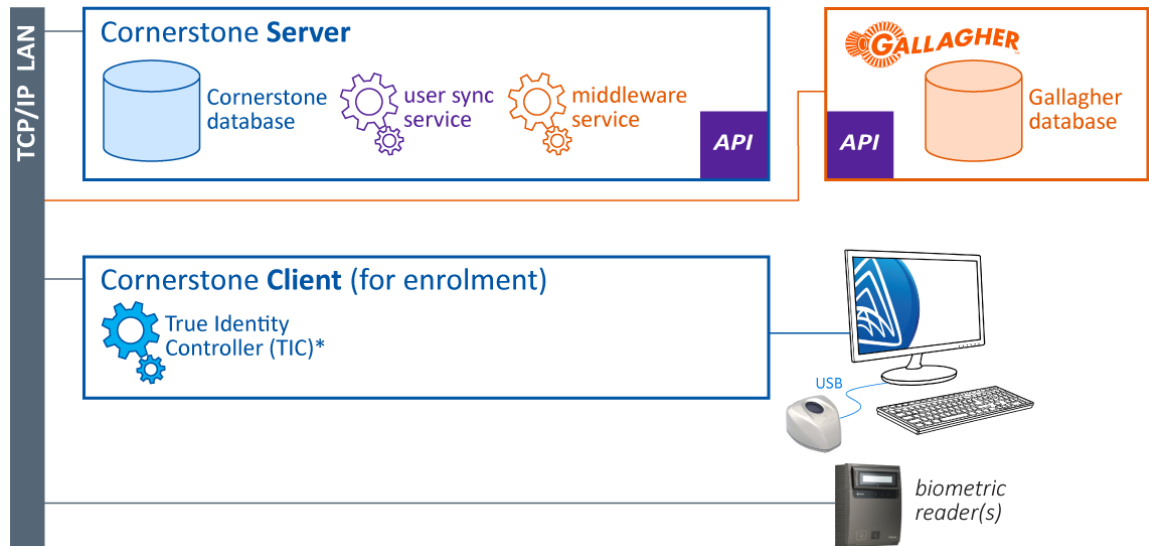 TCP/IP LAN
Cornerstone Server
Cornerstone
database
user sync
service
middleware
service
API
GALLAGHER
API
Gallagher
database
Cornerstone Client (for enrolment)
True Identity
Controller (TIC)*
USB
biometric
reader(s)